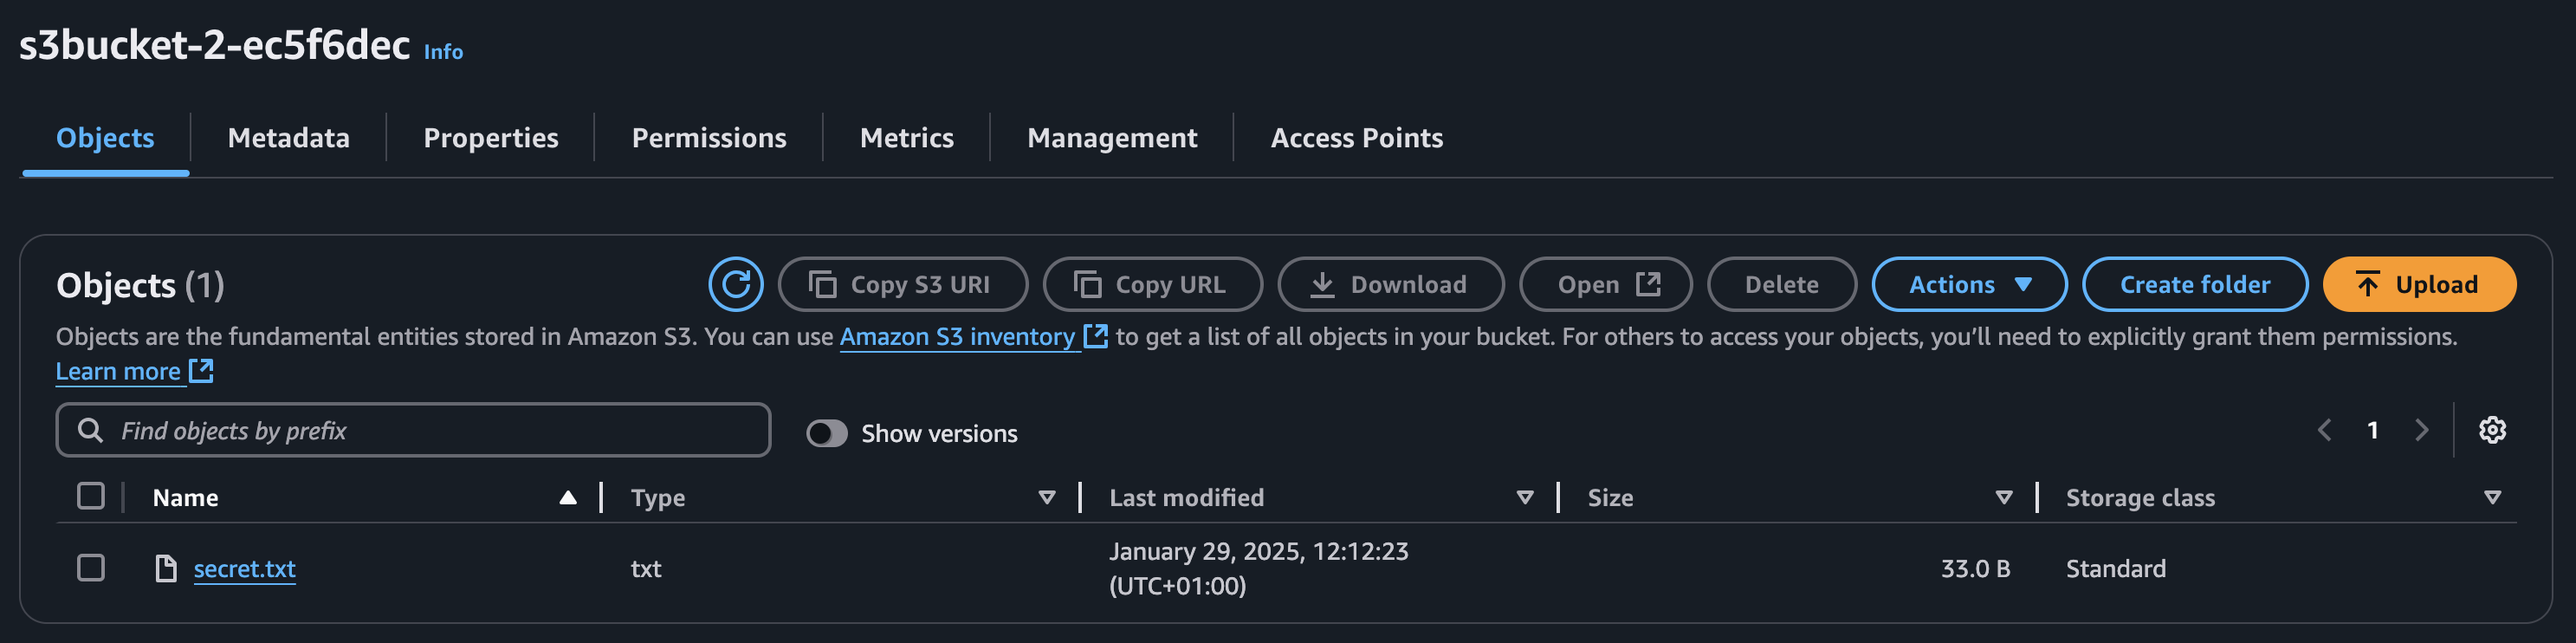 s3bucket-2-ec5f6dec Info
Objects Metadata Properties Permissions Metrics Management Access Points
Objects (1) Copy S3 URI Copy URL Download Open Delete Actions Create folder Upload
Objects are the fundamental entities stored in Amazon S3. You can use Amazon S3 inventory to get a list of all objects in your bucket. For others to access your objects, you’ll need to explicitly grant them permissions.
Learn more
Find objects by prefix Show versions 1
Name Type Last modified Size Storage class
secret.txt txt January 29, 2025, 12:12:23 (UTC+01:00) 33.0 B Standard